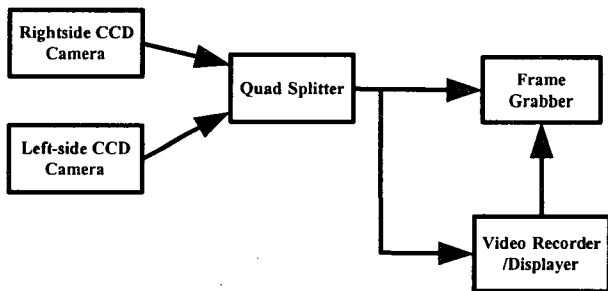 Rightside CCD
Camera
Quad Splitter
Frame
Grabber
Left-side CCD
Camera
Video Recorder
/Displayer